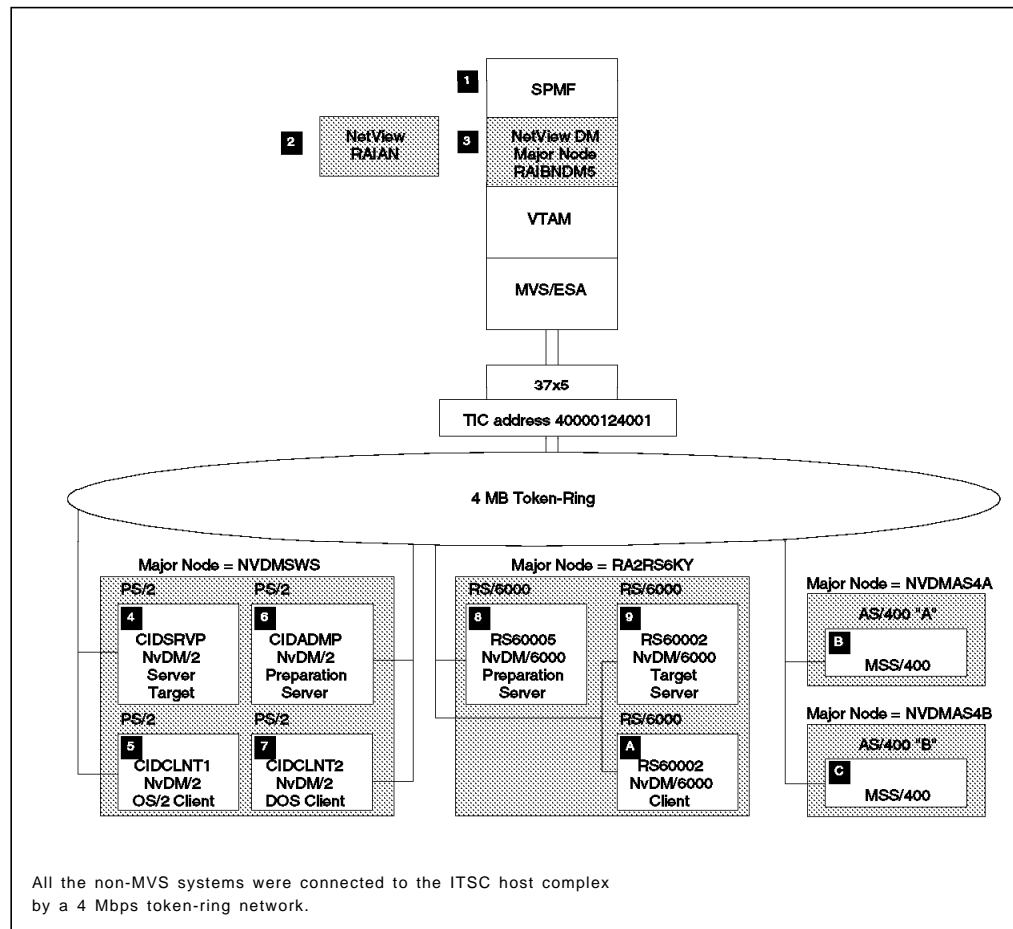 1
SPMF
2
NetView
RAIAN
3
NetView DM
Major Node
RAIBNDM5
VTAM
MVS/ESA
37x5
TIC address 40000124001
4 MB Token-Ring
Major Node = NVDMSWS
PS/2
4
CIDSRVP
NvDM/2
Server
Target
PS/2
6
CIDADMP
NvDM/2
Preparation
Server
PS/2
5
CIDCLNT1
NvDM/2
OS/2 Client
PS/2
7
CIDCLNT2
NvDM/2
DOS Client
Major Node = RA2RS6KY
RS/6000
8
RS60005
NvDM/6000
Preparation
Server
RS/6000
9
RS60002
NvDM/6000
Target
Server
RS/6000
A
RS60002
NvDM/6000
Client
Major Node = NVDMAS4A
AS/400 "A"
B
MSS/400
Major Node = NVDMAS4B
AS/400 "B"
C
MSS/400
All the non-MVS systems were connected to the ITSC host complex
by a 4 Mbps token-ring network.